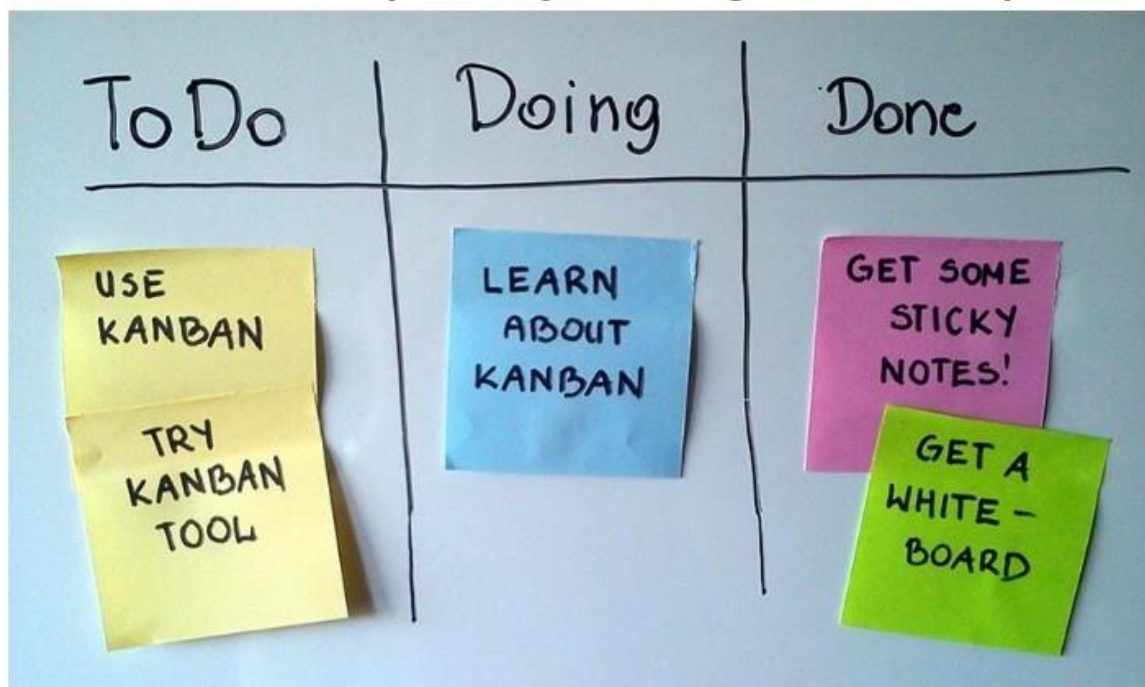 To Do
Doing
Done
USE
KANBAN
TRY
KANBAN
TOOL
LEARN
ABOUT
KANBAN
GET SOME
STICKY
NOTES!
GET A
WHITE-
BOARD